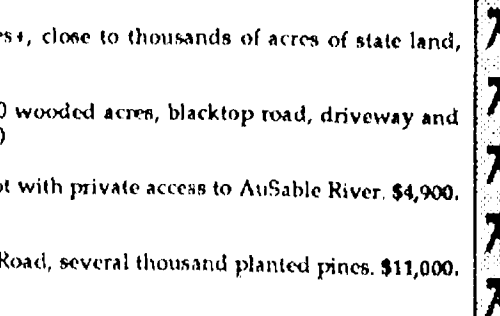 es+, close to thousands of acres of state land,
0 wooded acres, blacktop road, driveway and
)
ot with private access to AuSable River. $4,900.
Road, several thousand planted pines. $11,000.